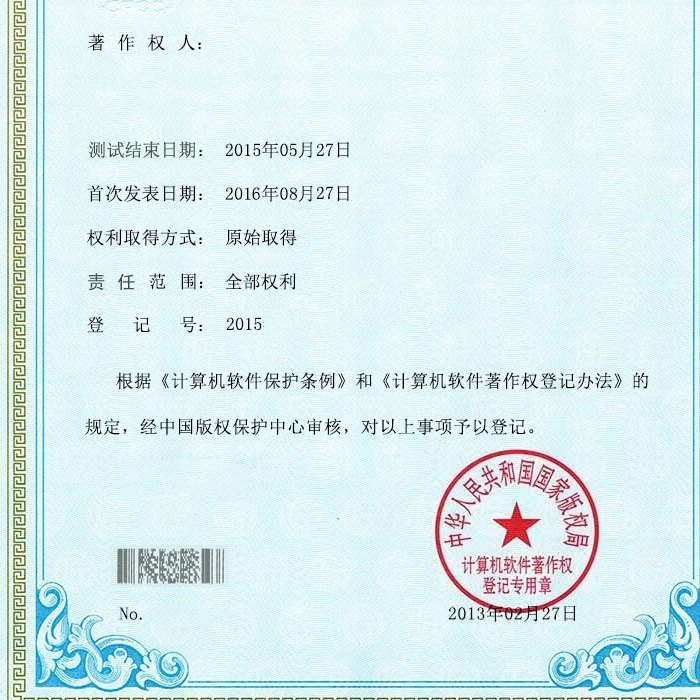 著作权人：
测试结束日期： 2015年05月27日
首次发表日期： 2016年08月27日
权利取得方式： 原始取得
责任范围： 全部权利
登记号： 2015
根据《计算机软件保护条例》和《计算机软件著作权登记办法》的
规定，经中国版权保护中心审核，对以上事项予以登记。
中华人民共和国国家版权局
计算机软件著作权
登记专用章
No.
2013年02月27日